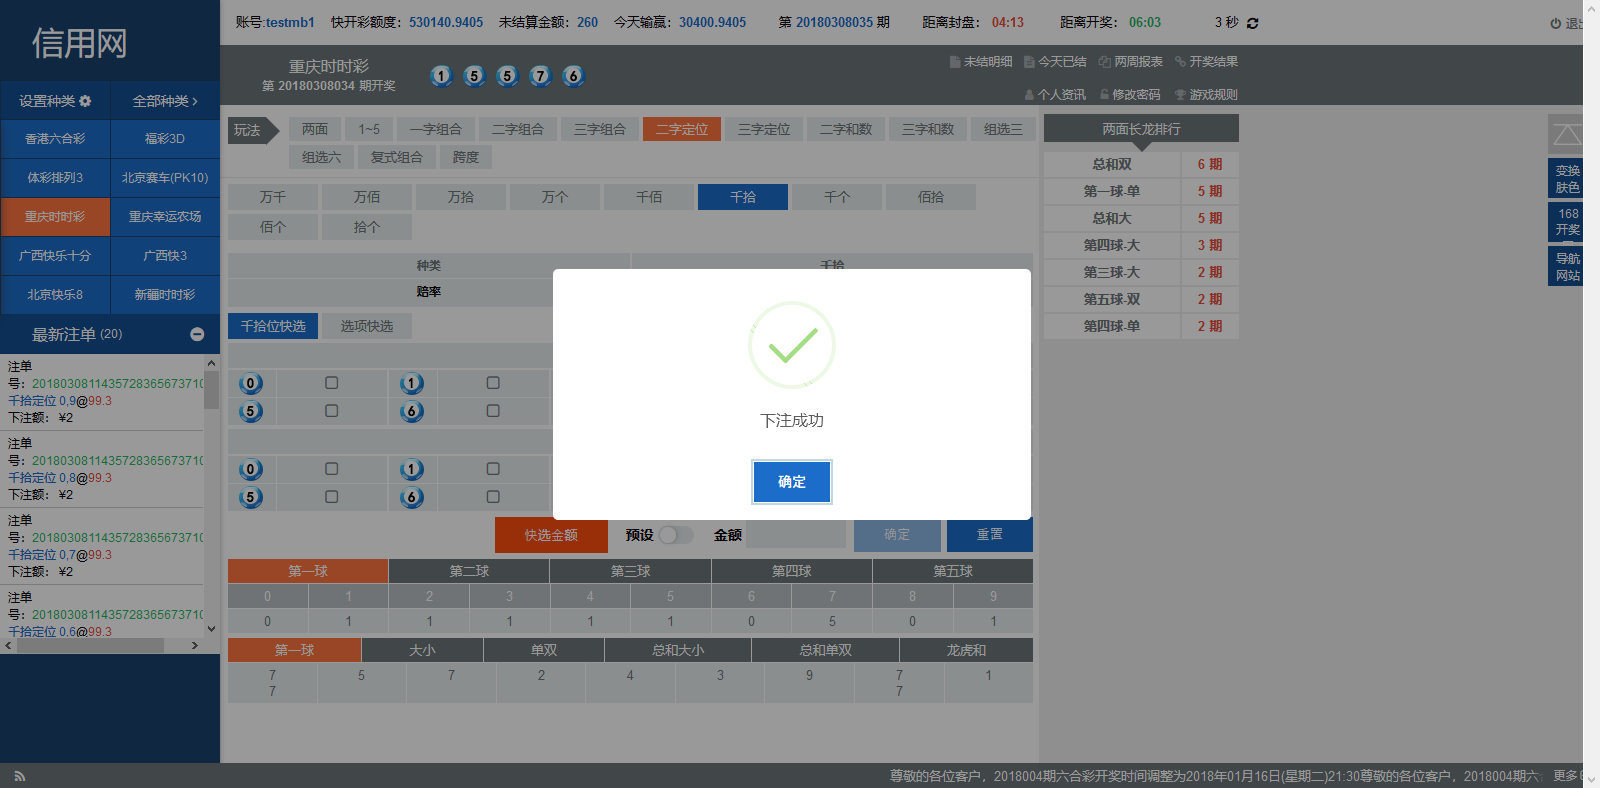 账号:testmb1 快开彩额度：530140.9405 未结算金额：260 今天输赢：30400.9405 第 20180308035 期 距离封盘：04:13 距离开奖：06:03 3 秒
信用网
重庆时时彩
第 20180308034 期开奖
1 5 5 7 6
未结明细 今天已结 两周报表 开奖结果
个人资讯 修改密码 游戏规则
设置种类 全部种类
香港六合彩 福彩3D
体彩排列3 北京赛车(PK10)
重庆时时彩 重庆幸运农场
广西快乐十分 广西快3
北京快乐8 新疆时时彩
最新注单 (20)
注单
号：2018030811435728365673710
千拾定位 0,9@99.3
下注额： ¥2
注单
号：2018030811435728365673710
千拾定位 0,8@99.3
下注额： ¥2
注单
号：2018030811435728365673710
千拾定位 0,7@99.3
下注额： ¥2
注单
号：2018030811435728365673710
千拾定位 0,6@99.3
玩法 两面 1~5 一字组合 二字组合 三字组合 二字定位 三字定位 二字和数 三字和数 组选三
组选六 复式组合 跨度
万千 万佰 万拾 万个 千佰 千拾 千个 佰拾
佰个 拾个
种类 千拾
赔率
千拾位快选 选项快选
0 1
5 6
0 1
5 6
下注成功
确定
快选金额 预设 金额 确定 重置
第一球 第二球 第三球 第四球 第五球
0 1 2 3 4 5 6 7 8 9
0 1 1 1 1 1 0 5 0 1
第一球 大小 单双 总和大小 总和单双 龙虎和
7 5 7 2 4 3 9 7 1
7 7
两面长龙排行
总和双 6 期
第一球-单 5 期
总和大 5 期
第四球-大 3 期
第三球-大 2 期
第五球-双 2 期
第四球-单 2 期
变换
肤色
168
开奖
导航
网站
尊敬的各位客户，2018004期六合彩开奖时间调整为2018年01月16日(星期二)21:30尊敬的各位客户，2018004期六 更多